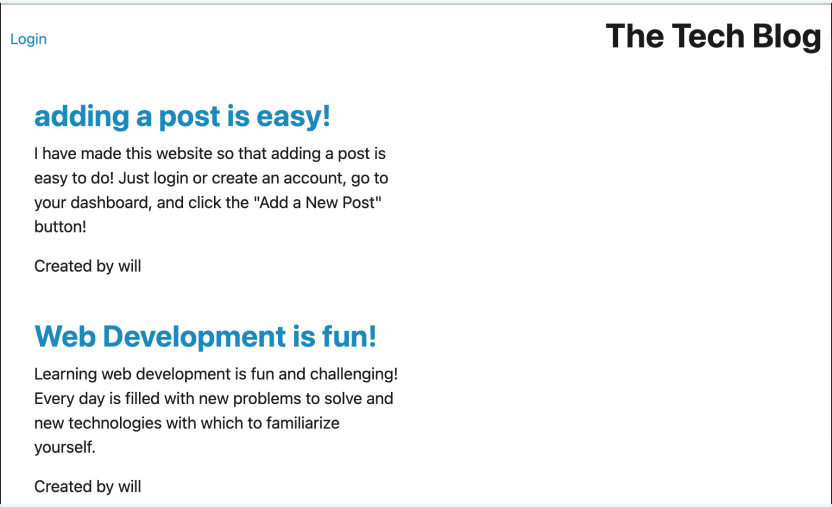 Login
The Tech Blog
adding a post is easy!
I have made this website so that adding a post is
easy to do! Just login or create an account, go to
your dashboard, and click the "Add a New Post"
button!
Created by will
Web Development is fun!
Learning web development is fun and challenging!
Every day is filled with new problems to solve and
new technologies with which to familiarize
yourself.
Created by will